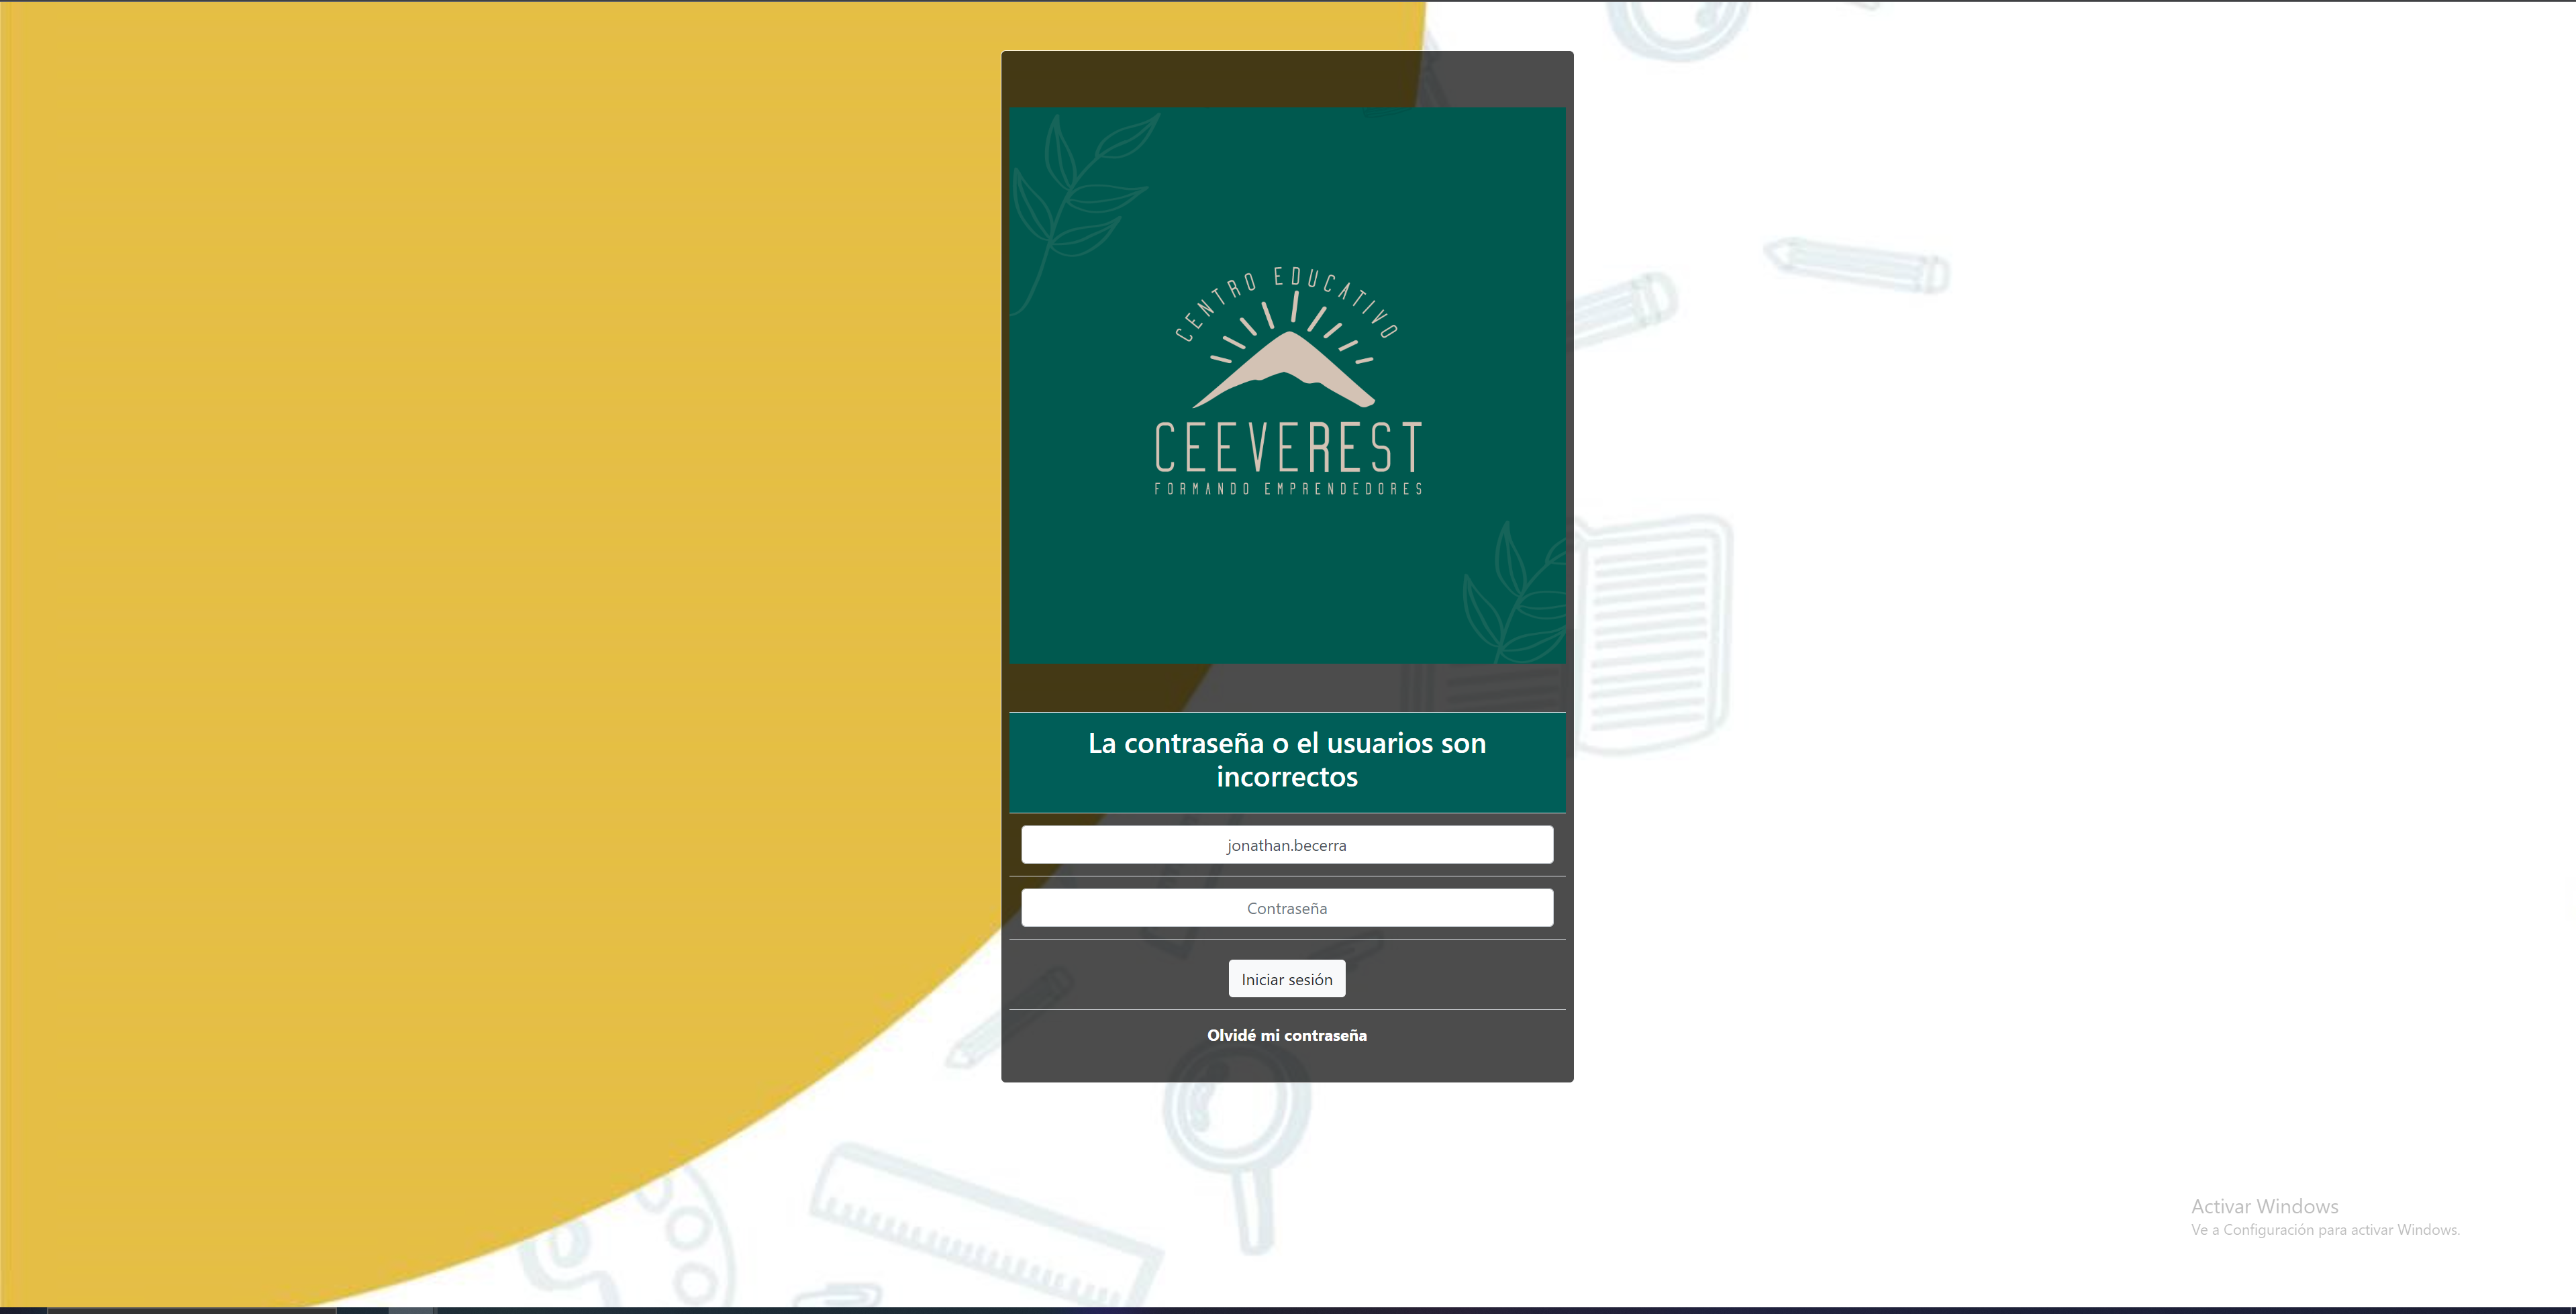 CENTRO EDUCATIVO
CEEVEREST
FORMANDO EMPRENDEDORES
La contraseña o el usuarios son
incorrectos
jonathan.becerra
Contraseña
Iniciar sesión
Olvidé mi contraseña
Activar Windows
Ve a Configuración para activar Windows.